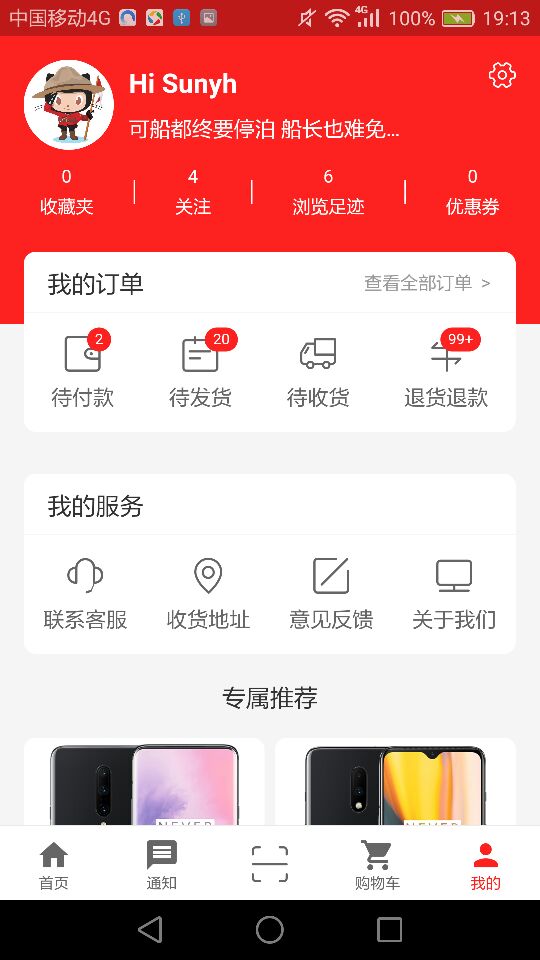 中国移动4G 4G 100% 19:13
Hi Sunyh
可船都终要停泊 船长也难免...
0 4 6 0
收藏夹 关注 浏览足迹 优惠券
我的订单 查看全部订单 >
2 20 99+
待付款 待发货 待收货 退货退款
我的服务
联系客服 收货地址 意见反馈 关于我们
专属推荐
NEVER NEVER
首页 通知 购物车 我的